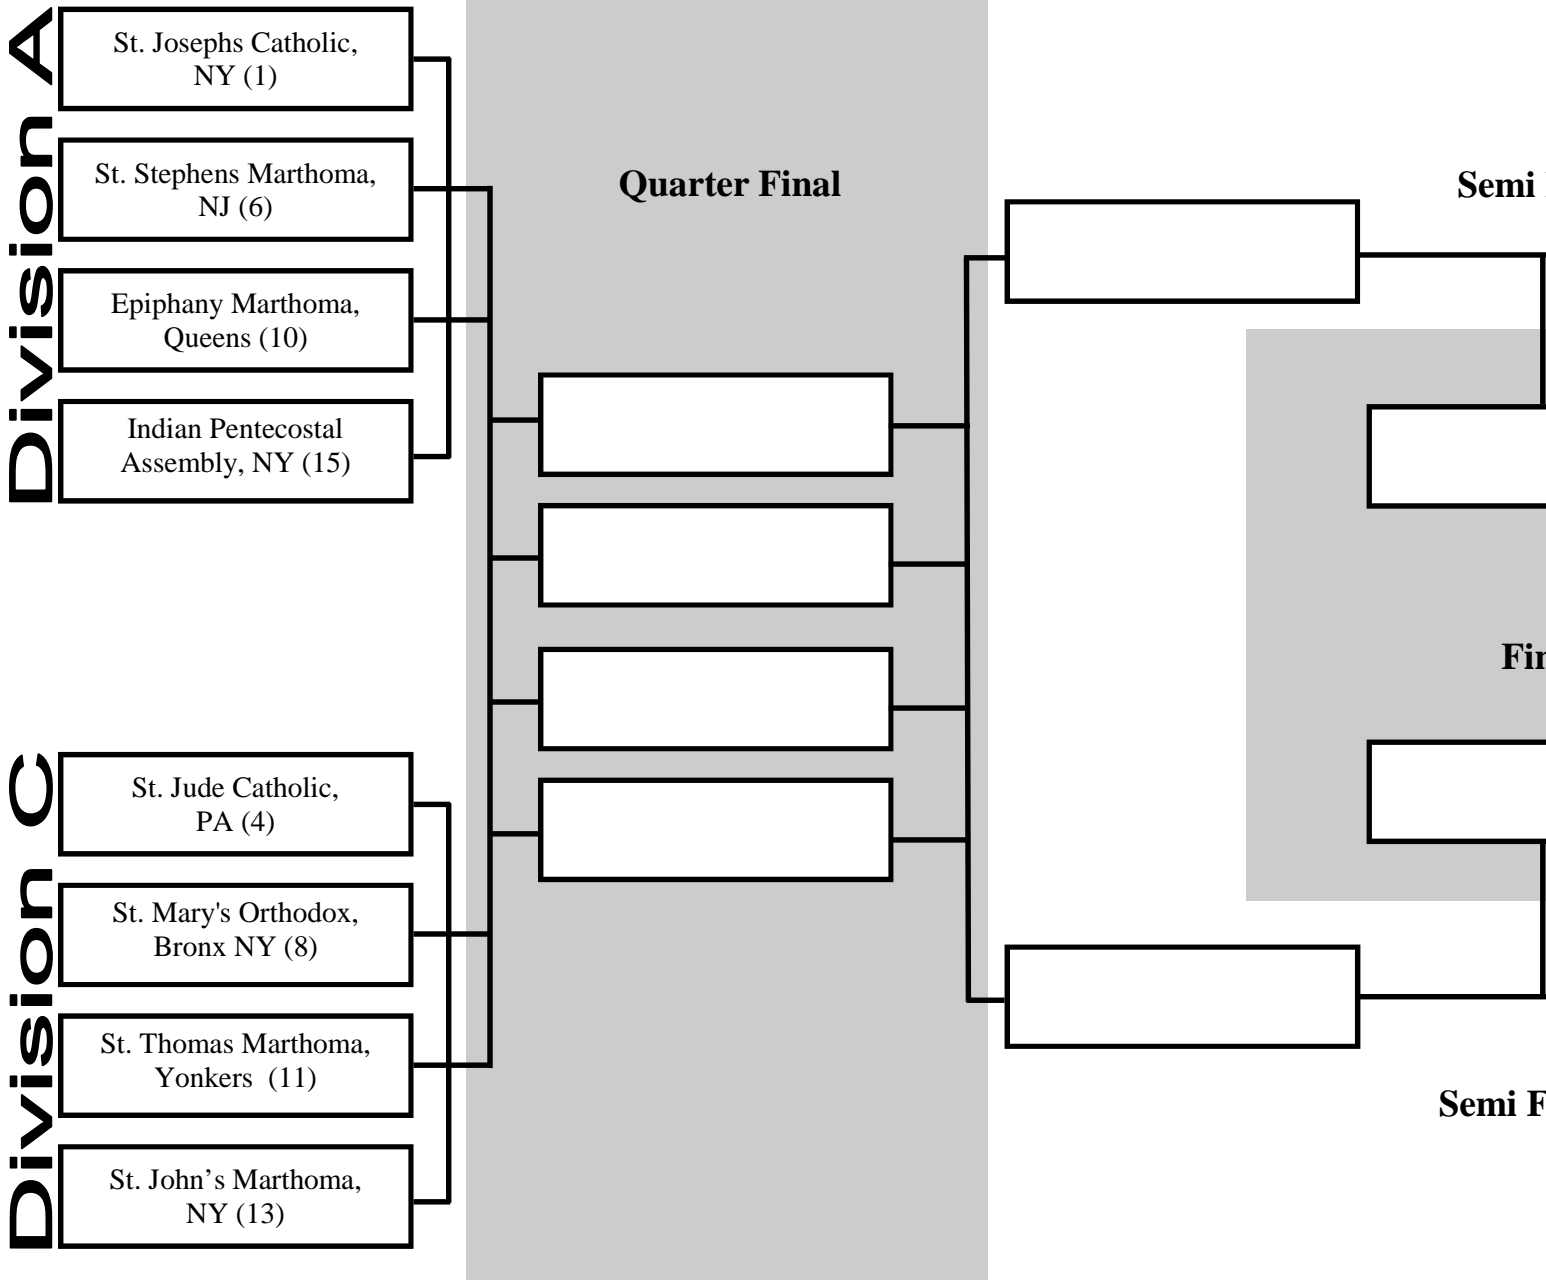 Division A
St. Josephs Catholic,
NY (1)
St. Stephens Marthoma,
NJ (6)
Epiphany Marthoma,
Queens (10)
Indian Pentecostal
Assembly, NY (15)
Quarter Final
Semi
Division C
St. Jude Catholic,
PA (4)
St. Mary's Orthodox,
Bronx NY (8)
St. Thomas Marthoma,
Yonkers  (11)
St. John’s Marthoma,
NY (13)
Semi